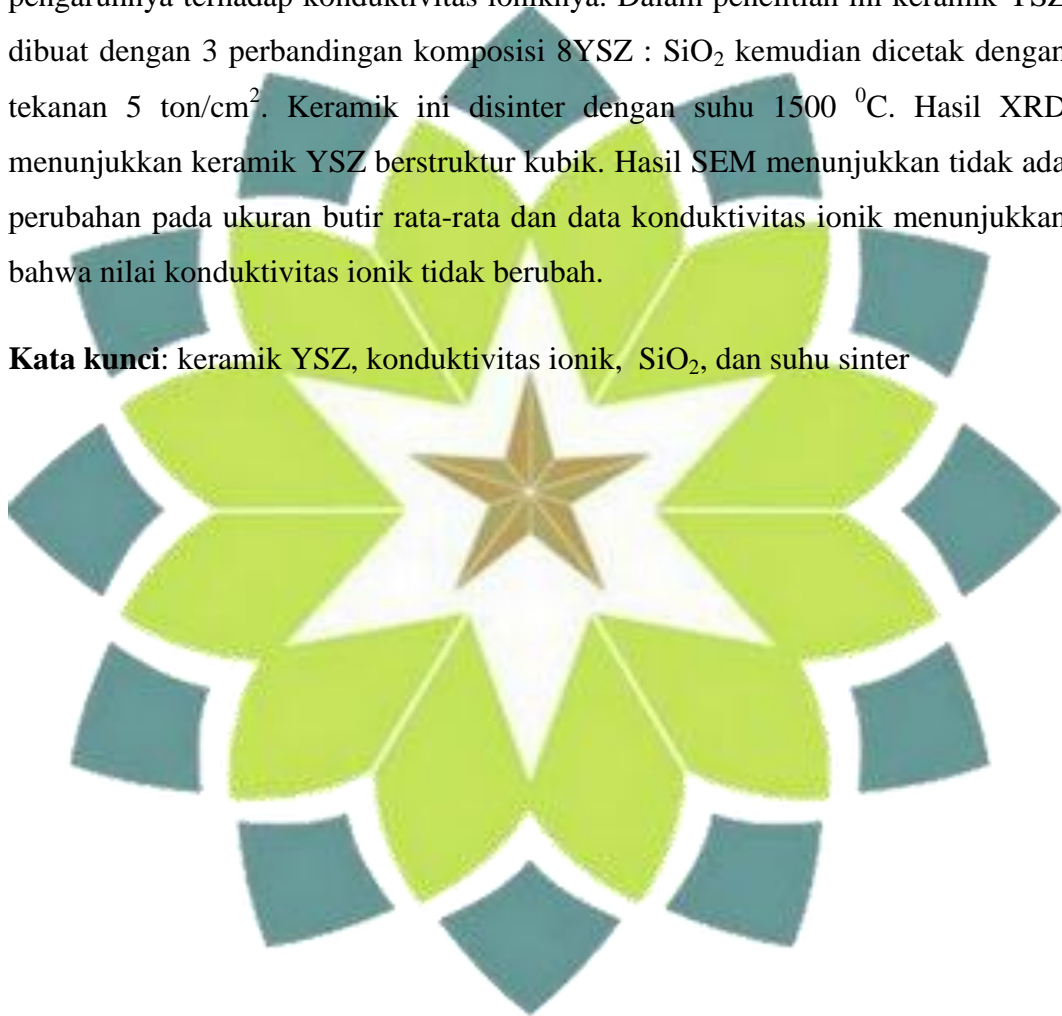 pengaruhnya terhadap konduktivitas ioniknya. Dalam penelitian ini keramik YSZ
dibuat dengan 3 perbandingan komposisi 8YSZ : SiO₂ kemudian dicetak dengan
tekanan 5 ton/cm². Keramik ini disinter dengan suhu 1500 ⁰C. Hasil XRD
menunjukkan keramik YSZ berstruktur kubik. Hasil SEM menunjukkan tidak ada
perubahan pada ukuran butir rata-rata dan data konduktivitas ionik menunjukkan
bahwa nilai konduktivitas ionik tidak berubah.
Kata kunci: keramik YSZ, konduktivitas ionik, SiO₂, dan suhu sinter